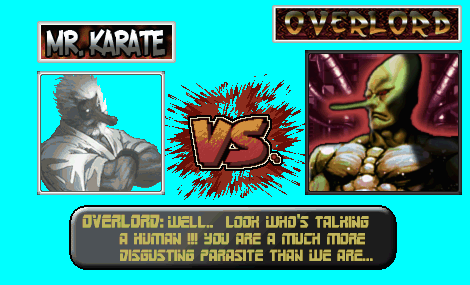 OVERLORD
MR. KARATE
VS.
OVERLORD: WELL.. LOOK WHO'S TALKING
A HUMAN !!! YOU ARE A MUCH MORE
DISGUSTING PARASITE THAN WE ARE...